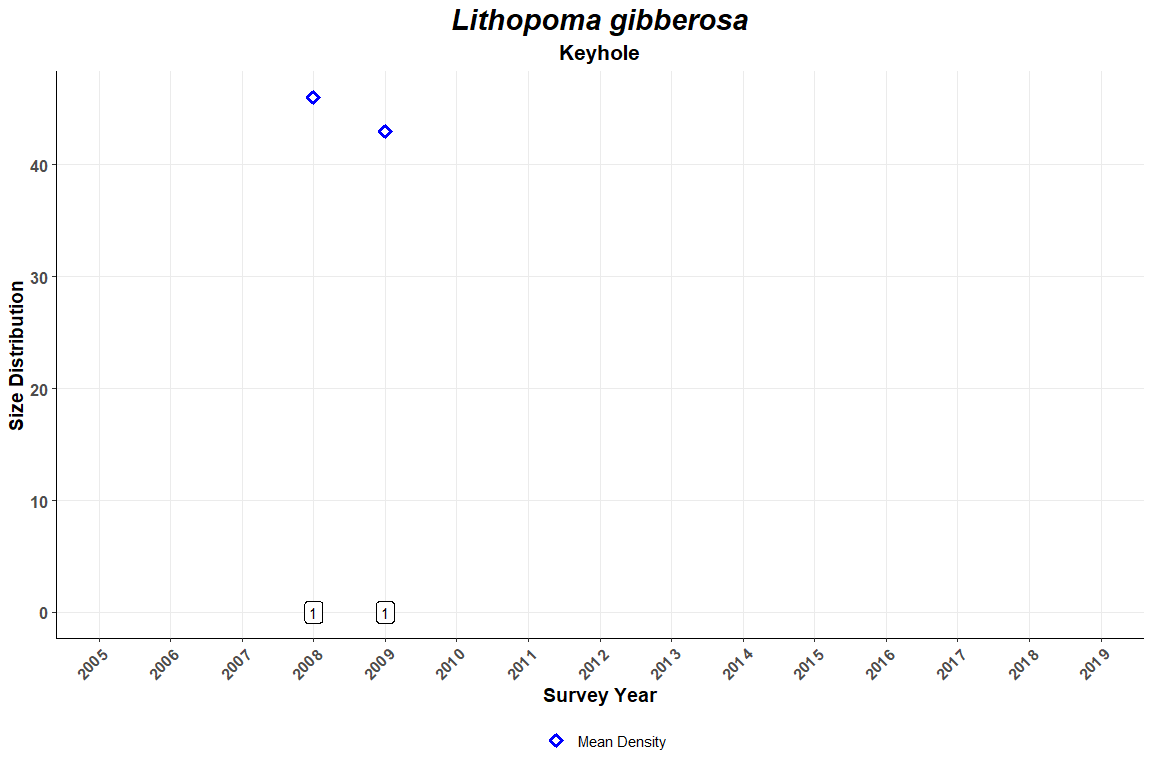 Lithopoma gibberosa
Keyhole
Size Distribution
40
30
20
10
0
1 1
2005 2006 2007 2008 2009 2010 2011 2012 2013 2014 2015 2016 2017 2018 2019
Survey Year
Mean Density